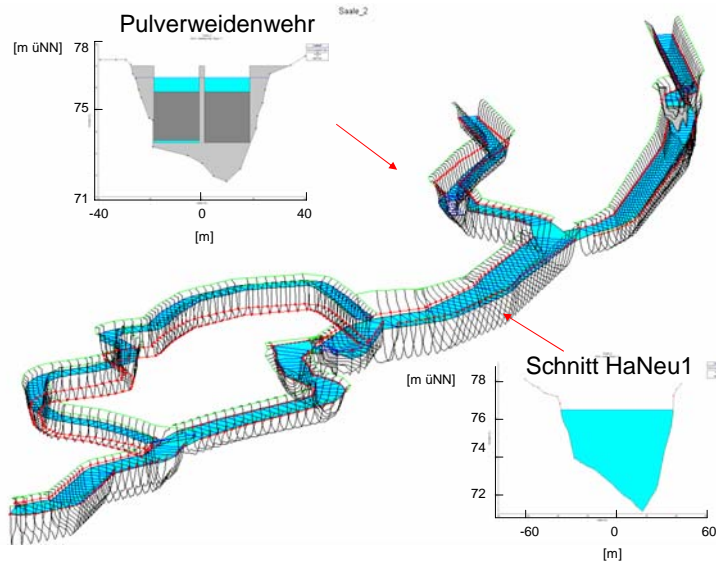 Saale_2
Pulverweidenwehr
[m üNN]
78
75
71
-40
0
40
[m]
Schnitt HaNeu1
[m üNN]
78
76
74
72
-60
0
60
[m]